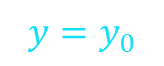 y = y₀